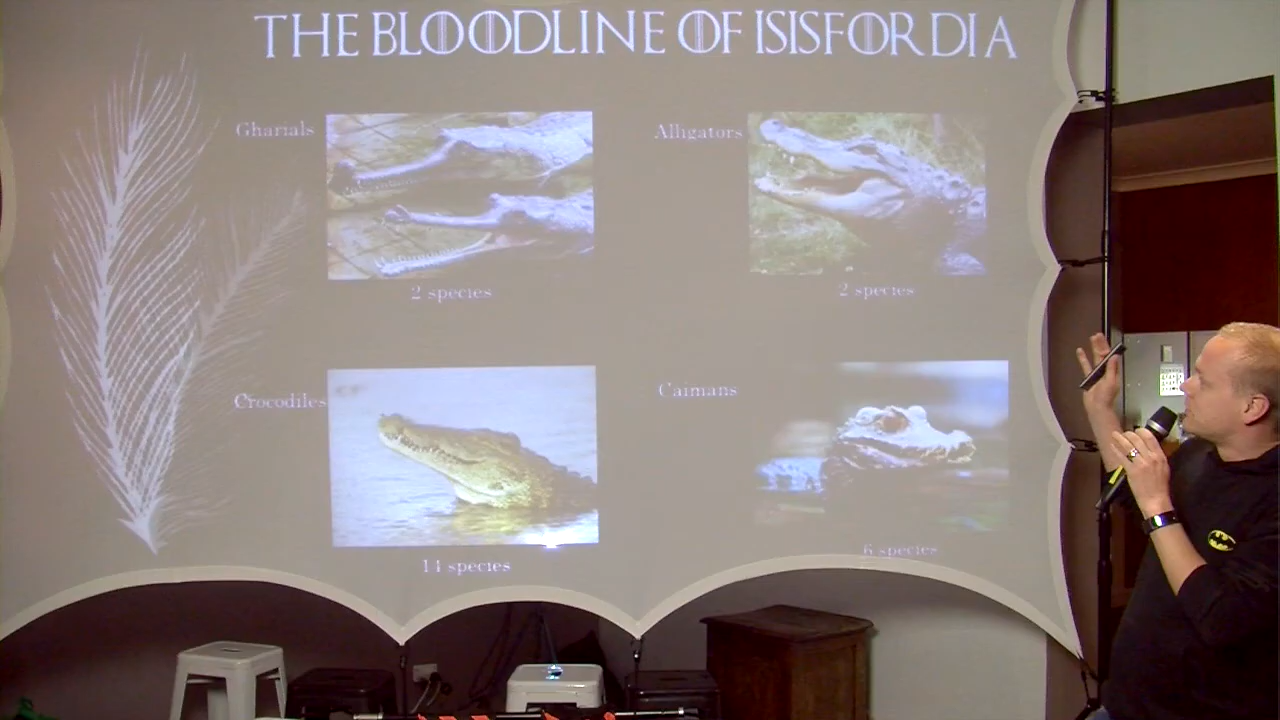 THE BLOODLINE OF ISISFORDIA
Gharials
Alligators
2 species
2 species
Crocodiles
Caimans
14 species
6 species